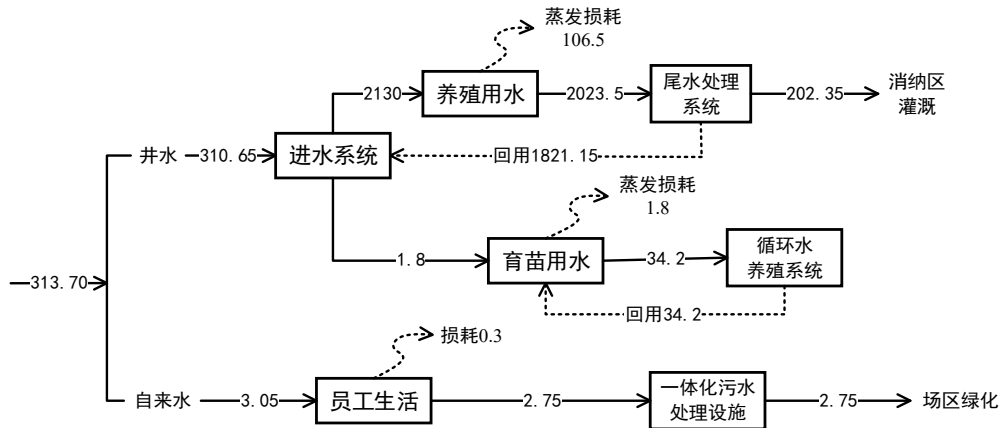 蒸发损耗
106.5
2130
养殖用水
2023.5
尾水处理
系统
202.35
消纳区
灌溉
井水
310.65
进水系统
回用1821.15
蒸发损耗
1.8
313.70
1.8
育苗用水
34.2
循环水
养殖系统
回用34.2
损耗0.3
自来水
3.05
员工生活
2.75
一体化污水
处理设施
2.75
场区绿化